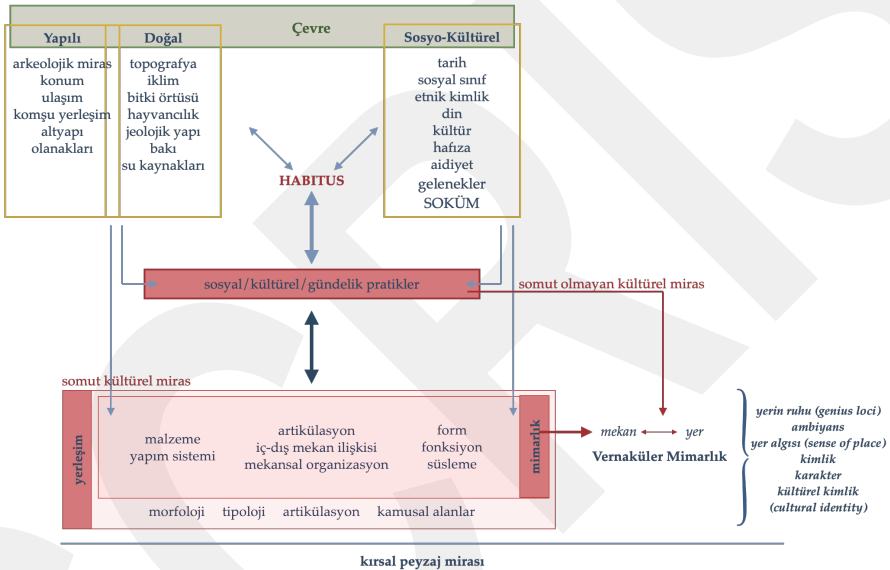 Çevre
Yapılı
arkeolojik miras
konum
ulaşım
komşu yerleşim
altyapı
olanakları
Doğal
topografya
iklim
bitki örtüsü
hayvancılık
jeolojik yapı
bakı
su kaynakları
Sosyo-Kültürel
tarih
sosyal sınıf
etnik kimlik
din
kültür
hafıza
aidiyet
gelenekler
SOKÜM
HABITUS
sosyal/kültürel/gündelik pratikler
somut olmayan kültürel miras
somut kültürel miras
yerleşim
malzeme
yapım sistemi
artikülasyon
iç-dış mekan ilişkisi
mekansal organizasyon
form
fonksiyon
süsleme
mimarlık
morfoloji tipoloji artikülasyon kamusal alanlar
mekan yer
Vernaküler Mimarlık
yerin ruhu (genius loci)
ambiyans
yer algısı (sense of place)
kimlik
karakter
kültürel kimlik
(cultural identity)
kırsal peyzaj mirası